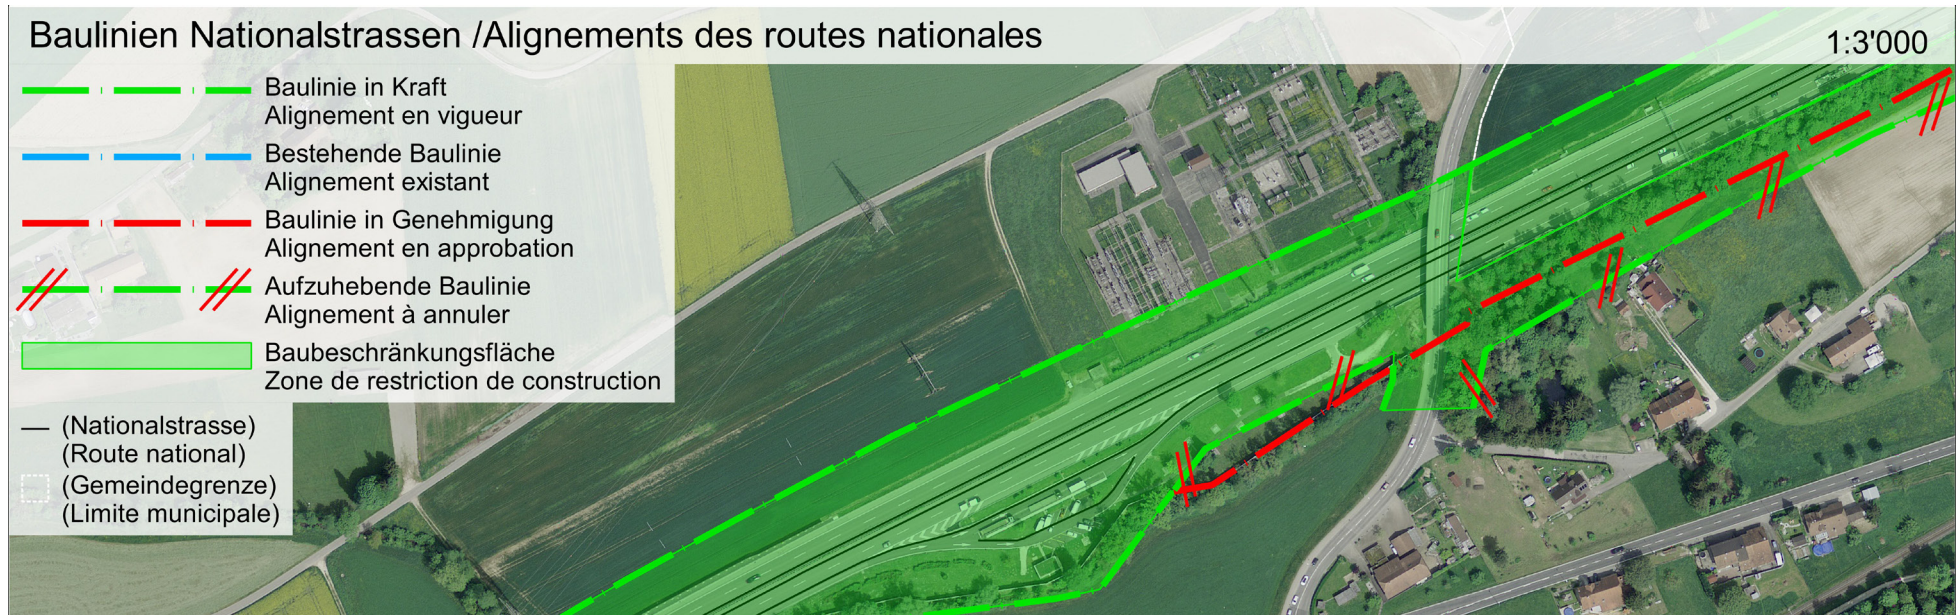 Baulinien Nationalstrassen /Alignements des routes nationales
1:3'000
Baulinie in Kraft
Alignement en vigueur
Bestehende Baulinie
Alignement existant
Baulinie in Genehmigung
Alignement en approbation
Aufzuhebende Baulinie
Alignement à annuler
Baubeschränkungsfläche
Zone de restriction de construction
(Nationalstrasse)
(Route national)
(Gemeindegrenze)
(Limite municipale)